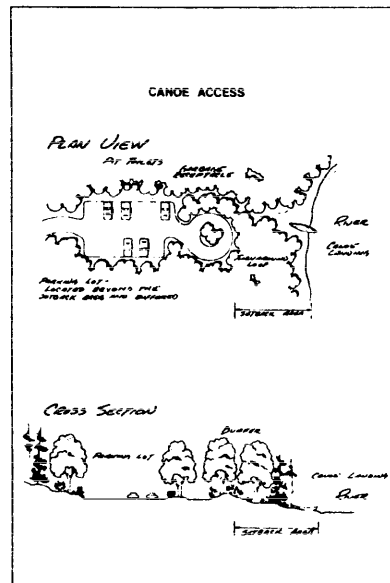 CANOE ACCESS
PLAN VIEW
PIT TOILETS
GARBAGE
RECEPTACLE
RIVER
CANOE
LANDING
TURNAROUND
LOOP
PARKING LOT -
LOCATED BEYOND THE
SETBACK AREA AND BUFFERED
SETBACK AREA
CROSS SECTION
BUFFER
PARKING LOT
CANOE LANDING
RIVER
SETBACK AREA